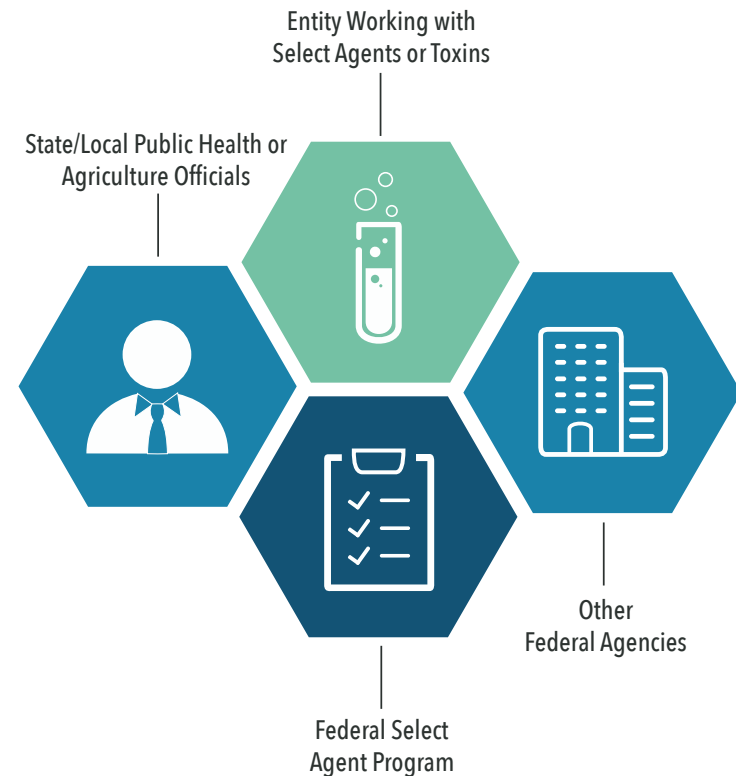 Entity Working with
Select Agents or Toxins
State/Local Public Health or
Agriculture Officials
Other
Federal Agencies
Federal Select
Agent Program